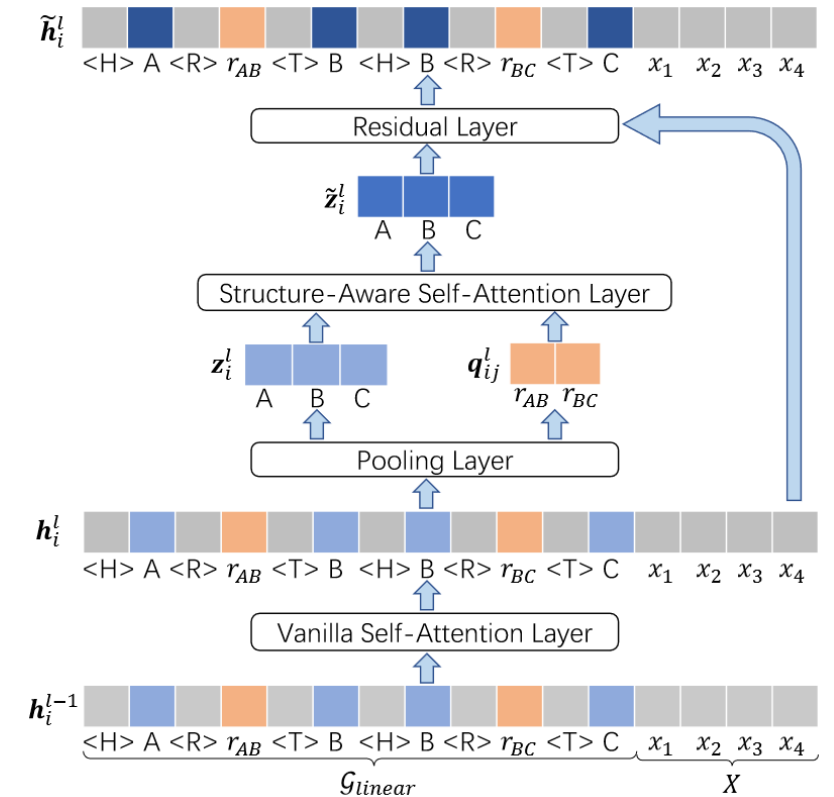 h̃_i^l
<H> A <R> r_AB <T> B <H> B <R> r_BC <T> C x_1 x_2 x_3 x_4
Residual Layer
z̃_i^l
A B C
Structure-Aware Self-Attention Layer
z_i^l q_ij^l
A B C r_AB r_BC
Pooling Layer
h_i^l
<H> A <R> r_AB <T> B <H> B <R> r_BC <T> C x_1 x_2 x_3 x_4
Vanilla Self-Attention Layer
h_i^{l-1}
<H> A <R> r_AB <T> B <H> B <R> r_BC <T> C x_1 x_2 x_3 x_4
𝒢_linear X